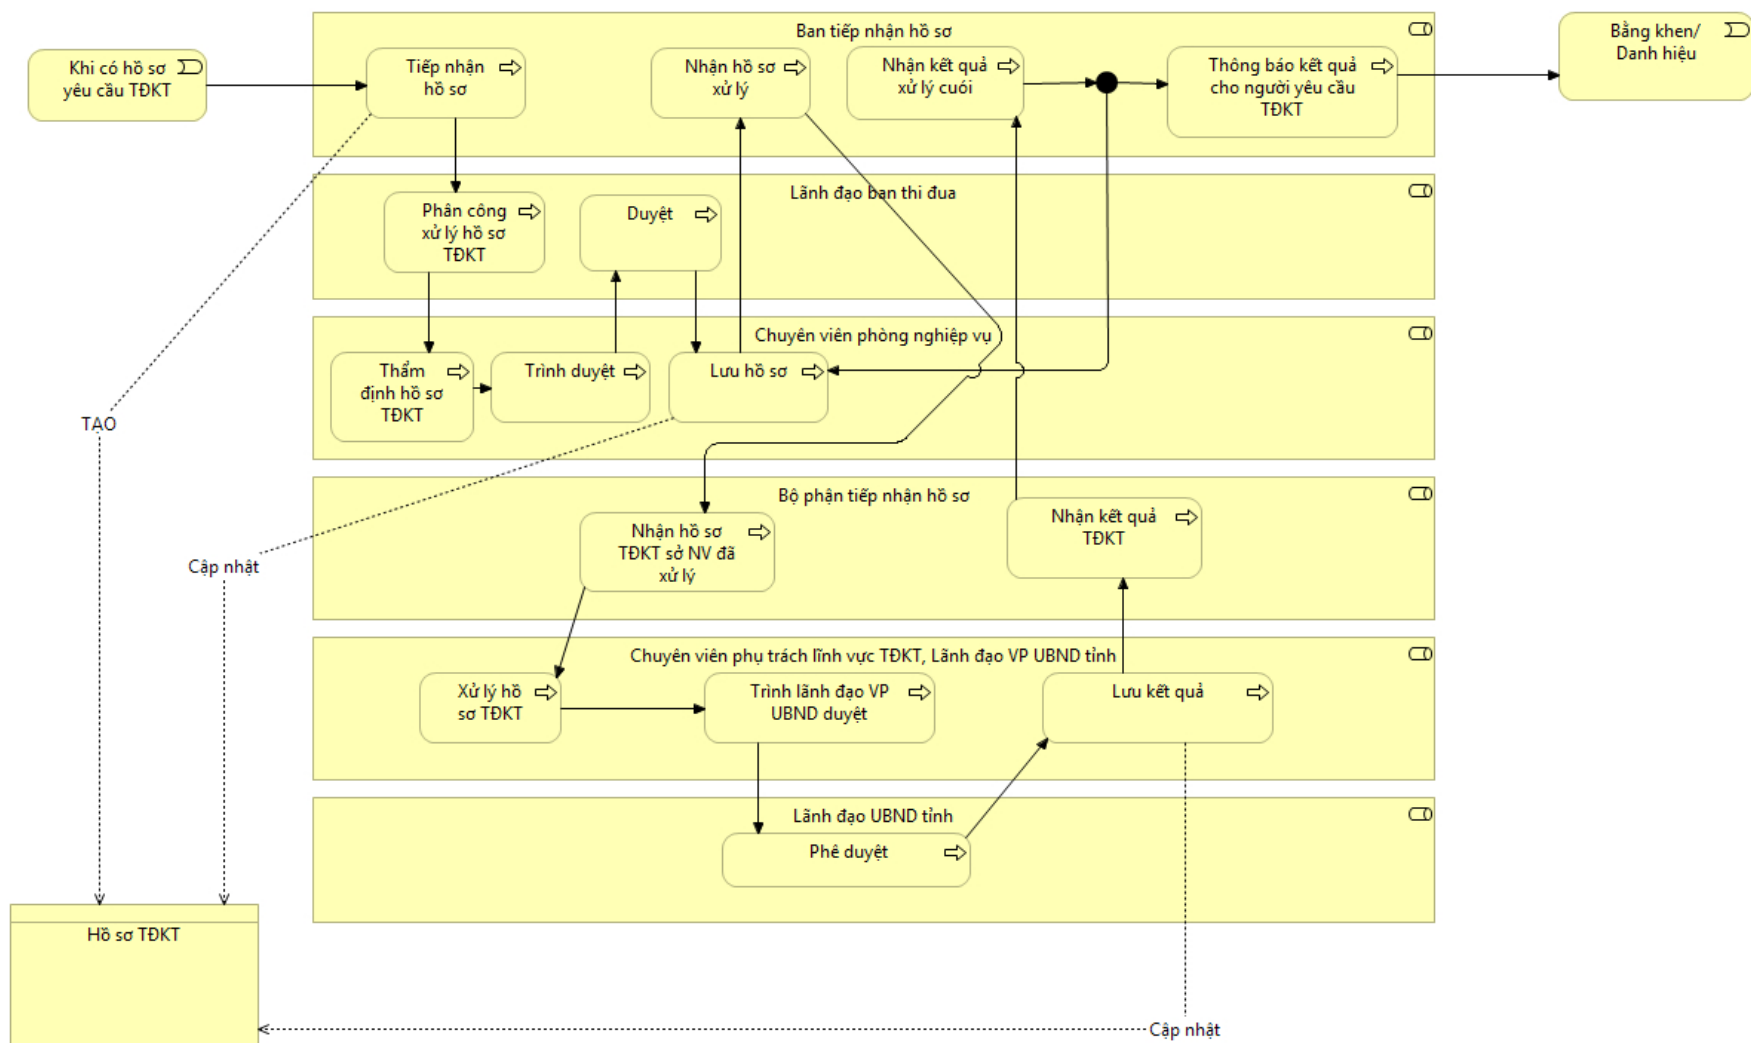 Ban tiếp nhận hồ sơ
Khi có hồ sơ
yêu cầu TĐKT
Tiếp nhận
hồ sơ
Nhận hồ sơ
xử lý
Nhận kết quả
xử lý cuối
Thông báo kết quả
cho người yêu cầu
TĐKT
Bằng khen/
Danh hiệu
Lãnh đạo ban thi đua
Phân công
xử lý hồ sơ
TĐKT
Duyệt
Chuyên viên phòng nghiệp vụ
Thẩm
định hồ sơ
TĐKT
Trình duyệt
Lưu hồ sơ
TẠO
Bộ phận tiếp nhận hồ sơ
Nhận hồ sơ
TĐKT sở NV đã
xử lý
Nhận kết quả
TĐKT
Cập nhật
Chuyên viên phụ trách lĩnh vực TĐKT, Lãnh đạo VP UBND tỉnh
Xử lý hồ
sơ TĐKT
Trình lãnh đạo VP
UBND duyệt
Lưu kết quả
Lãnh đạo UBND tỉnh
Phê duyệt
Hồ sơ TĐKT
Cập nhật